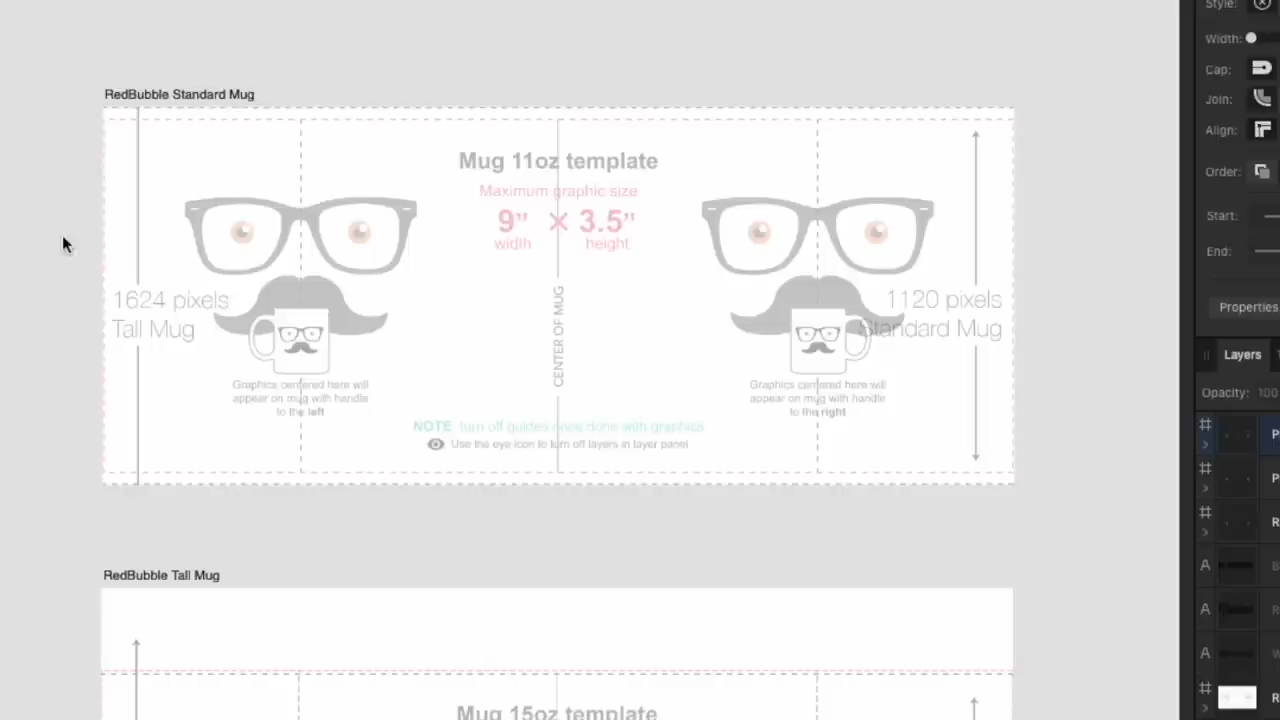 Style:
Width:
Cap:
Join:
Align:
Order:
Start:
End:
Properties
Layers
Opacity: 100
RedBubble Standard Mug
Mug 11oz template
Maximum graphic size
9” × 3.5”
width height
1624 pixels
Tall Mug
1120 pixels
Standard Mug
CENTER OF MUG
Graphics centered here will
appear on mug with handle
to the left
Graphics centered here will
appear on mug with handle
to the right
NOTE: turn off guides once done with graphics
Use the eye icon to turn off layers in layer panel
RedBubble Tall Mug
Mug 15oz template
A
A
A